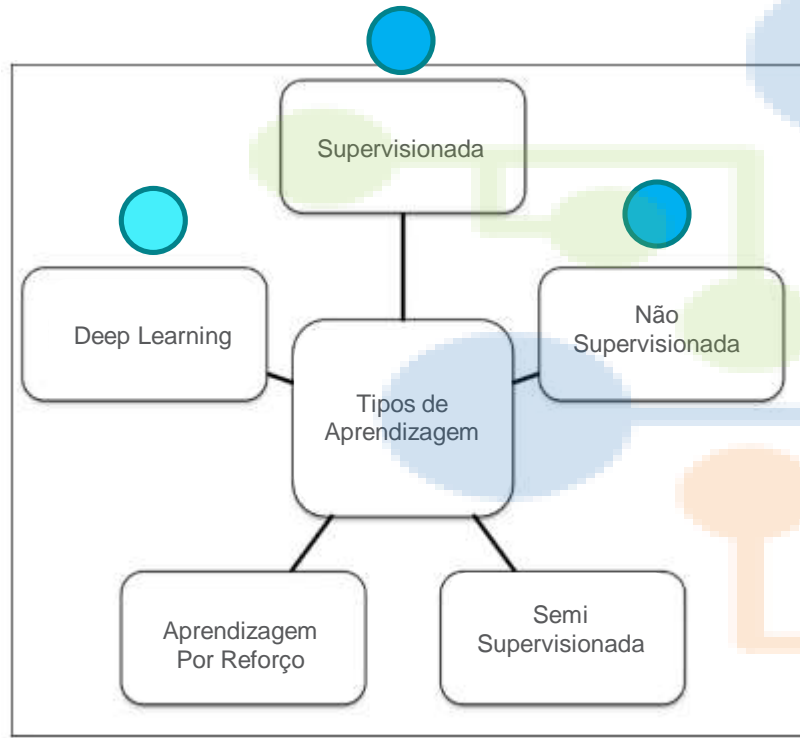 Supervisionada
Deep Learning
Não
Supervisionada
Tipos de
Aprendizagem
Aprendizagem
Por Reforço
Semi
Supervisionada